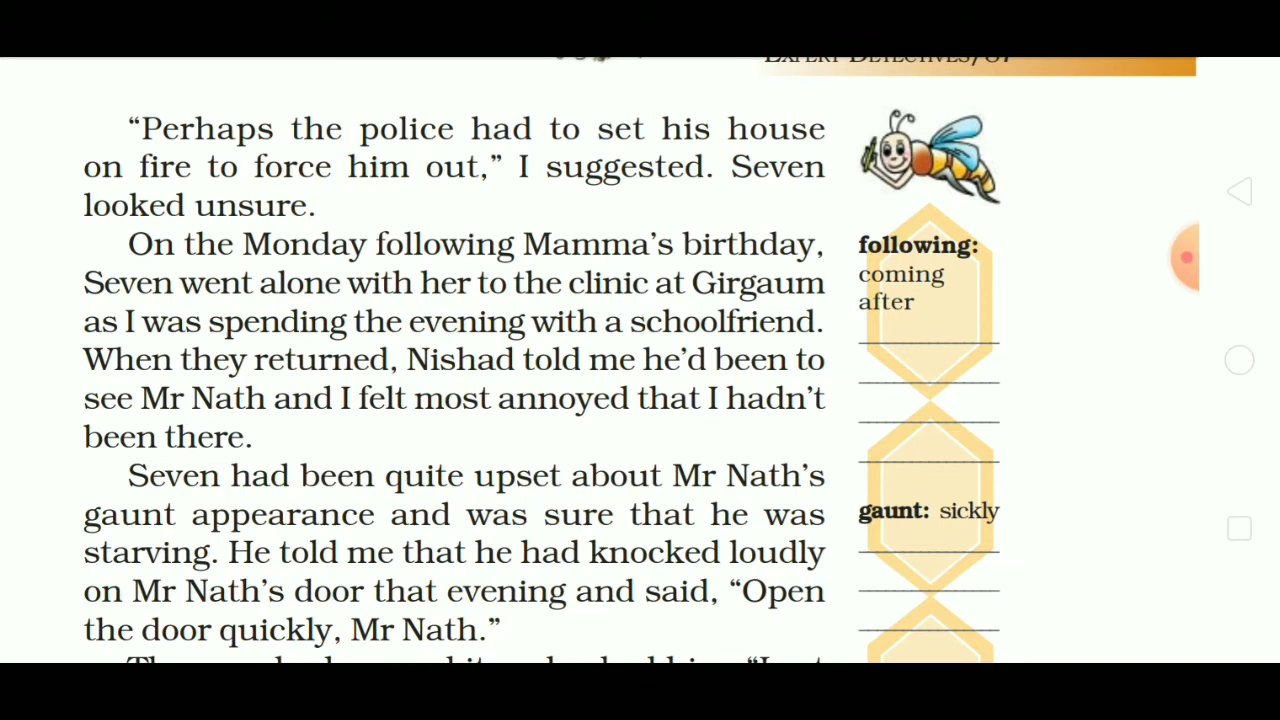 “Perhaps the police had to set his house
on fire to force him out,” I suggested. Seven
looked unsure.
On the Monday following Mamma’s birthday,
Seven went alone with her to the clinic at Girgaum
as I was spending the evening with a schoolfriend.
When they returned, Nishad told me he’d been to
see Mr Nath and I felt most annoyed that I hadn’t
been there.
Seven had been quite upset about Mr Nath’s
gaunt appearance and was sure that he was
starving. He told me that he had knocked loudly
on Mr Nath’s door that evening and said, “Open
the door quickly, Mr Nath.”
following:
coming
after
gaunt: sickly